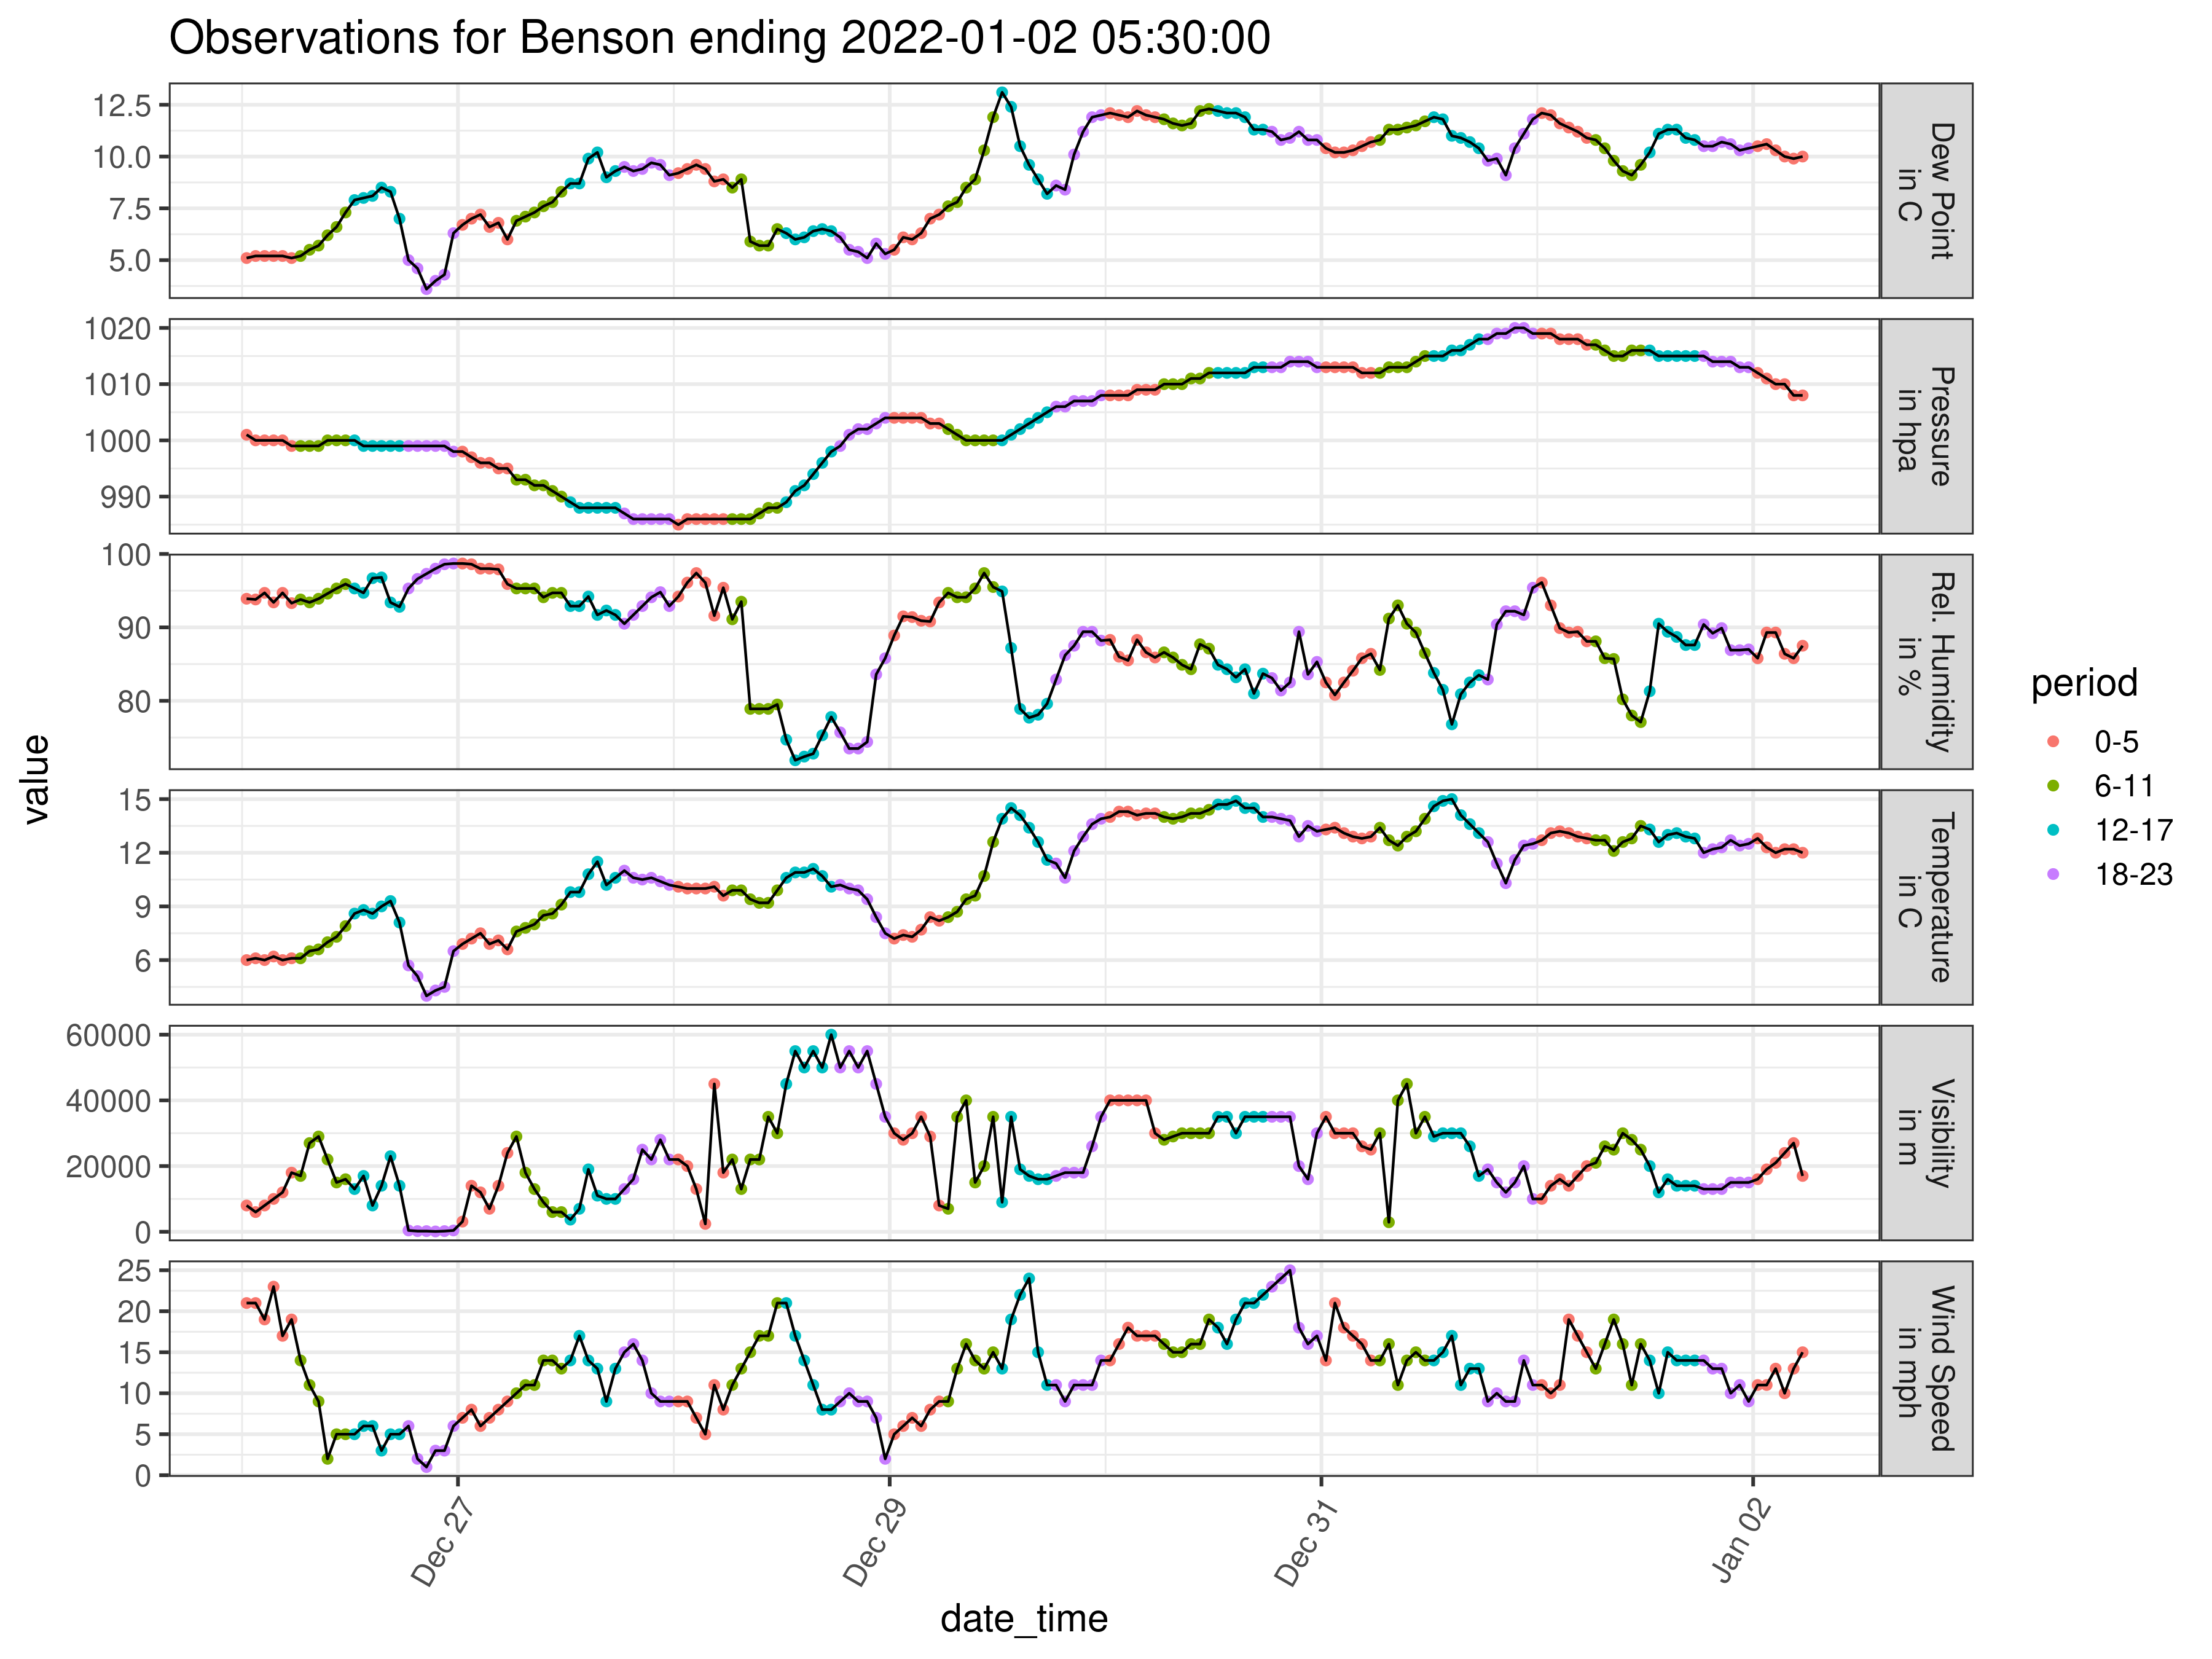 Observations for Benson ending 2022-01-02 05:30:00
12.5
10.0
7.5
5.0
Dew Point
in C
1020
1010
1000
990
Pressure
in hpa
100
90
80
Rel. Humidity
in %
15
12
9
6
Temperature
in C
60000
40000
20000
0
Visibility
in m
25
20
15
10
5
0
Wind Speed
in mph
value
Dec 27
Dec 29
Dec 31
Jan 02
date_time
period
0-5
6-11
12-17
18-23